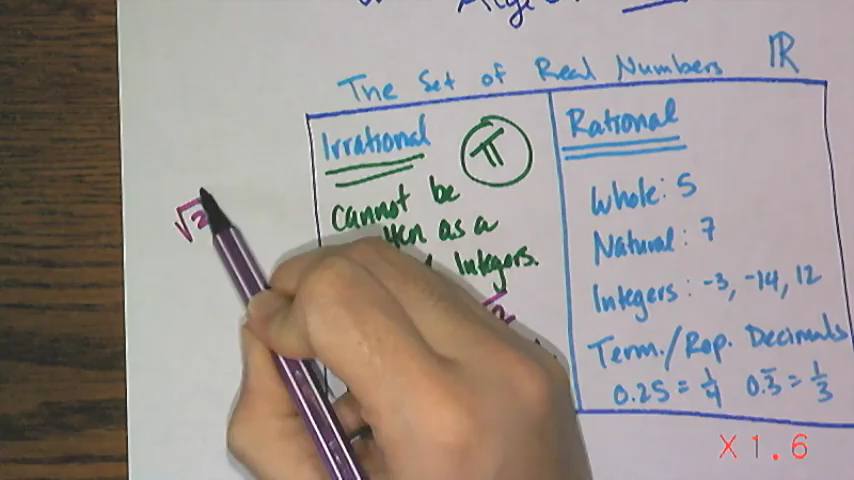 The Set of Real Numbers ℝ
Irrational
π
cannot be
as a
Integers.
Rational
Whole: 5
Natural: 7
Integers: -3, -14, 12
Term./Rep. Decimals
0.25 = 1/4 0.3̅ = 1/3
√2
X1.6